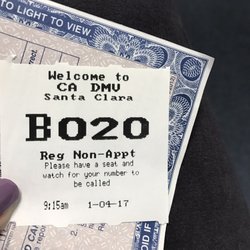 TO LIGHT TO VIEW.
Welcome to
CA DMV
Santa Clara
B020
Reg Non-Appt
Please have a seat and
watch for your number to
be called
9:15am 1-04-17